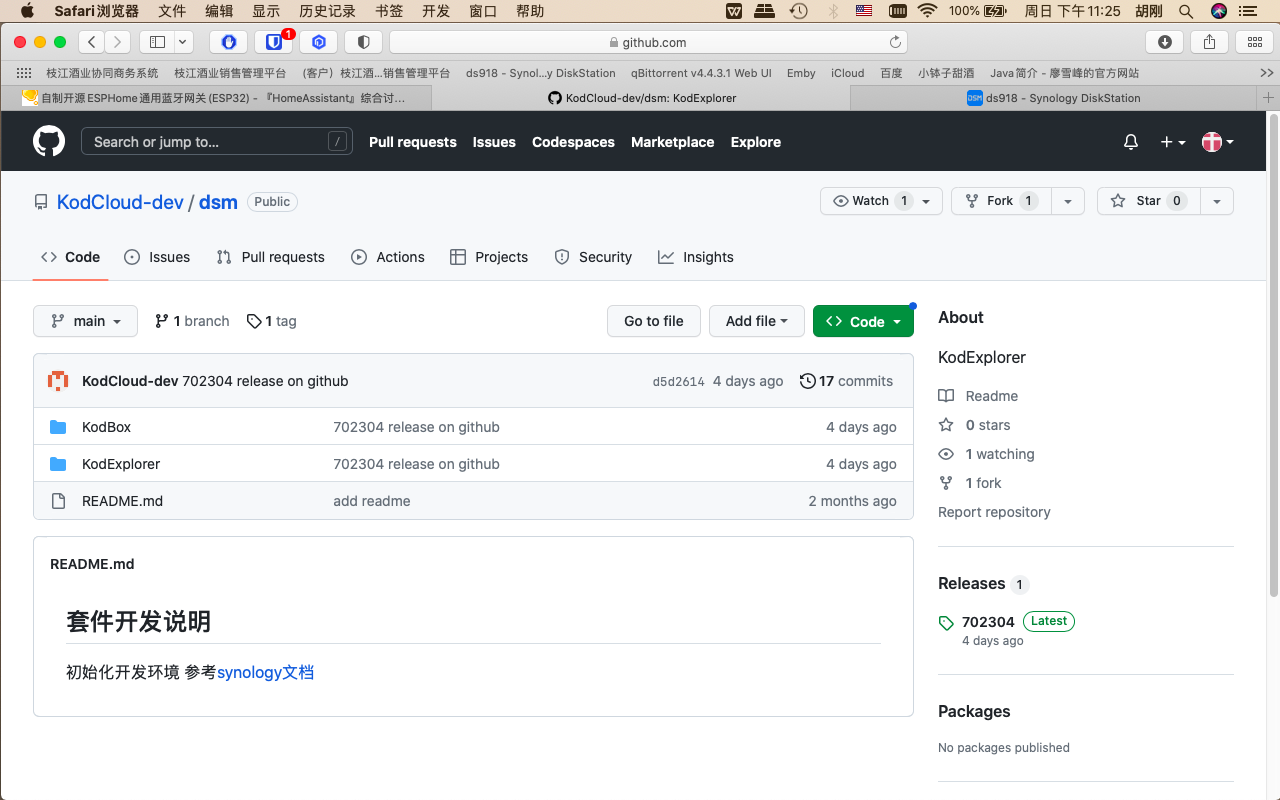 Safari浏览器 文件 编辑 显示 历史记录 书签 开发 窗口 帮助 100% 周日 下午11:25 胡刚
1
github.com
枝江酒业协同商务系统 枝江酒业销售管理平台 (客户）枝江酒...销售管理平台 ds918 - Synol...y DiskStation qBittorrent v4.4.3.1 Web UI Emby iCloud 百度 小钵子甜酒 Java简介 - 廖雪峰的官方网站
自制开源 ESPHome 通用蓝牙网关 (ESP32) - 『HomeAssistant』综合讨... KodCloud-dev/dsm: KodExplorer DSM ds918 - Synology DiskStation
Search or jump to... / Pull requests Issues Codespaces Marketplace Explore
KodCloud-dev / dsm Public Watch 1 Fork 1 Star 0
Code Issues Pull requests Actions Projects Security Insights
main 1 branch 1 tag Go to file Add file Code
KodCloud-dev 702304 release on github d5d2614 4 days ago 17 commits
KodBox 702304 release on github 4 days ago
KodExplorer 702304 release on github 4 days ago
README.md add readme 2 months ago
README.md
套件开发说明
初始化开发环境 参考synology文档
About
KodExplorer
Readme
0 stars
1 watching
1 fork
Report repository
Releases 1
702304 Latest
4 days ago
Packages
No packages published